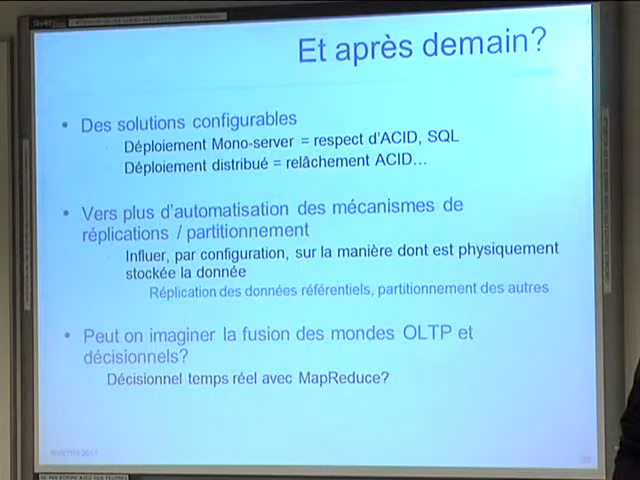 Et après demain?
• Des solutions configurables
Déploiement Mono-server = respect d'ACID, SQL
Déploiement distribué = relâchement ACID…
• Vers plus d'automatisation des mécanismes de
réplications / partitionnement
Influer, par configuration, sur la manière dont est physiquement
stockée la donnée
Réplication des données référentiels, partitionnement des autres
• Peut on imaginer la fusion des mondes OLTP et
décisionnels?
Décisionnel temps réel avec MapReduce?